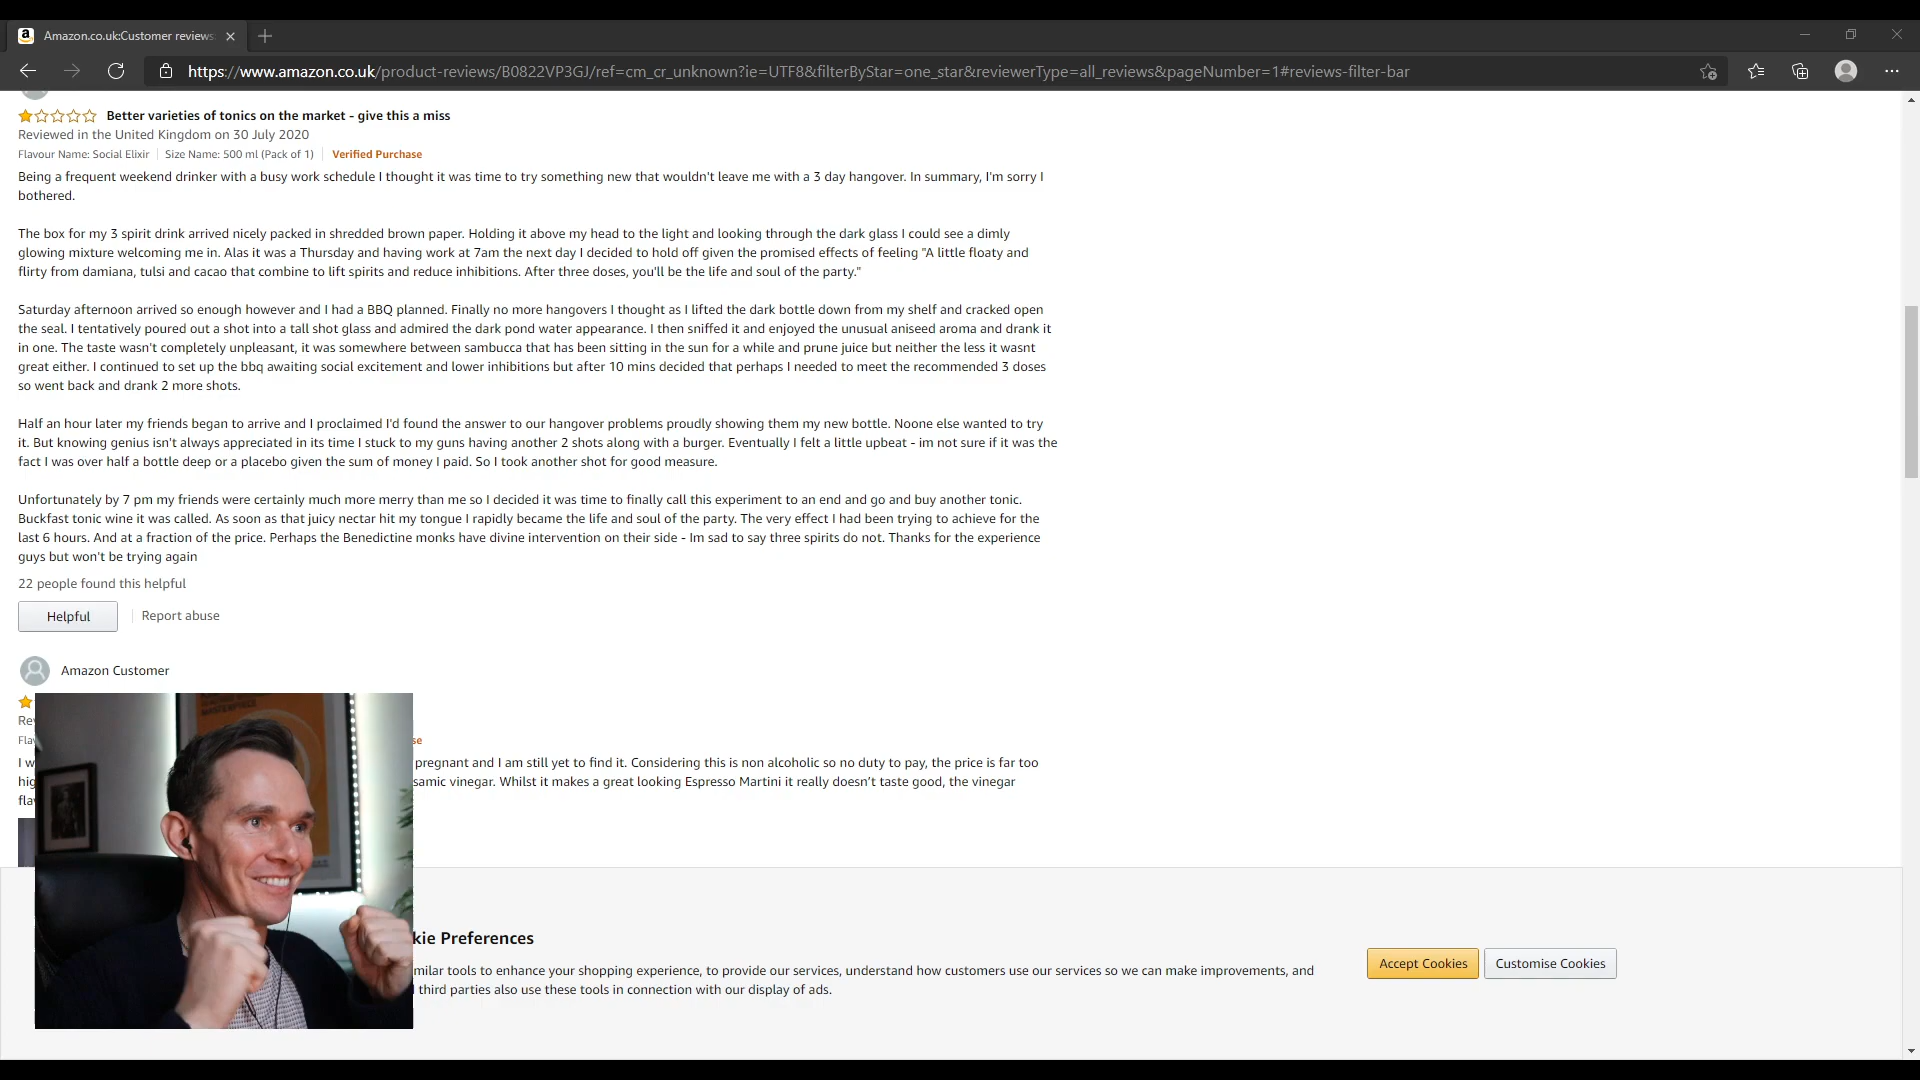 Amazon.co.uk:Customer reviews:
https://www.amazon.co.uk/product-reviews/B0822VP3GJ/ref=cm_cr_unknown?ie=UTF8&filterByStar=one_star&reviewerType=all_reviews&pageNumber=1#reviews-filter-bar
Better varieties of tonics on the market - give this a miss
Reviewed in the United Kingdom on 30 July 2020
Flavour Name: Social Elixir Size Name: 500 ml (Pack of 1) Verified Purchase
Being a frequent weekend drinker with a busy work schedule I thought it was time to try something new that wouldn't leave me with a 3 day hangover. In summary, I'm sorry I
bothered.
The box for my 3 spirit drink arrived nicely packed in shredded brown paper. Holding it above my head to the light and looking through the dark glass I could see a dimly
glowing mixture welcoming me in. Alas it was a Thursday and having work at 7am the next day I decided to hold off given the promised effects of feeling "A little floaty and
flirty from damiana, tulsi and cacao that combine to lift spirits and reduce inhibitions. After three doses, you'll be the life and soul of the party."
Saturday afternoon arrived so enough however and I had a BBQ planned. Finally no more hangovers I thought as I lifted the dark bottle down from my shelf and cracked open
the seal. I tentatively poured out a shot into a tall shot glass and admired the dark pond water appearance. I then sniffed it and enjoyed the unusual aniseed aroma and drank it
in one. The taste wasn't completely unpleasant, it was somewhere between sambucca that has been sitting in the sun for a while and prune juice but neither the less it wasnt
great either. I continued to set up the bbq awaiting social excitement and lower inhibitions but after 10 mins decided that perhaps I needed to meet the recommended 3 doses
so went back and drank 2 more shots.
Half an hour later my friends began to arrive and I proclaimed I'd found the answer to our hangover problems proudly showing them my new bottle. Noone else wanted to try
it. But knowing genius isn't always appreciated in its time I stuck to my guns having another 2 shots along with a burger. Eventually I felt a little upbeat - im not sure if it was the
fact I was over half a bottle deep or a placebo given the sum of money I paid. So I took another shot for good measure.
Unfortunately by 7 pm my friends were certainly much more merry than me so I decided it was time to finally call this experiment to an end and go and buy another tonic.
Buckfast tonic wine it was called. As soon as that juicy nectar hit my tongue I rapidly became the life and soul of the party. The very effect I had been trying to achieve for the
last 6 hours. And at a fraction of the price. Perhaps the Benedictine monks have divine intervention on their side - Im sad to say three spirits do not. Thanks for the experience
guys but won't be trying again
22 people found this helpful
Helpful Report abuse
Amazon Customer
Re
Fla se
I w pregnant and I am still yet to find it. Considering this is non alcoholic so no duty to pay, the price is far too
hig samic vinegar. Whilst it makes a great looking Espresso Martini it really doesn't taste good, the vinegar
fla
kie Preferences
milar tools to enhance your shopping experience, to provide our services, understand how customers use our services so we can make improvements, and
third parties also use these tools in connection with our display of ads.
Accept Cookies Customise Cookies